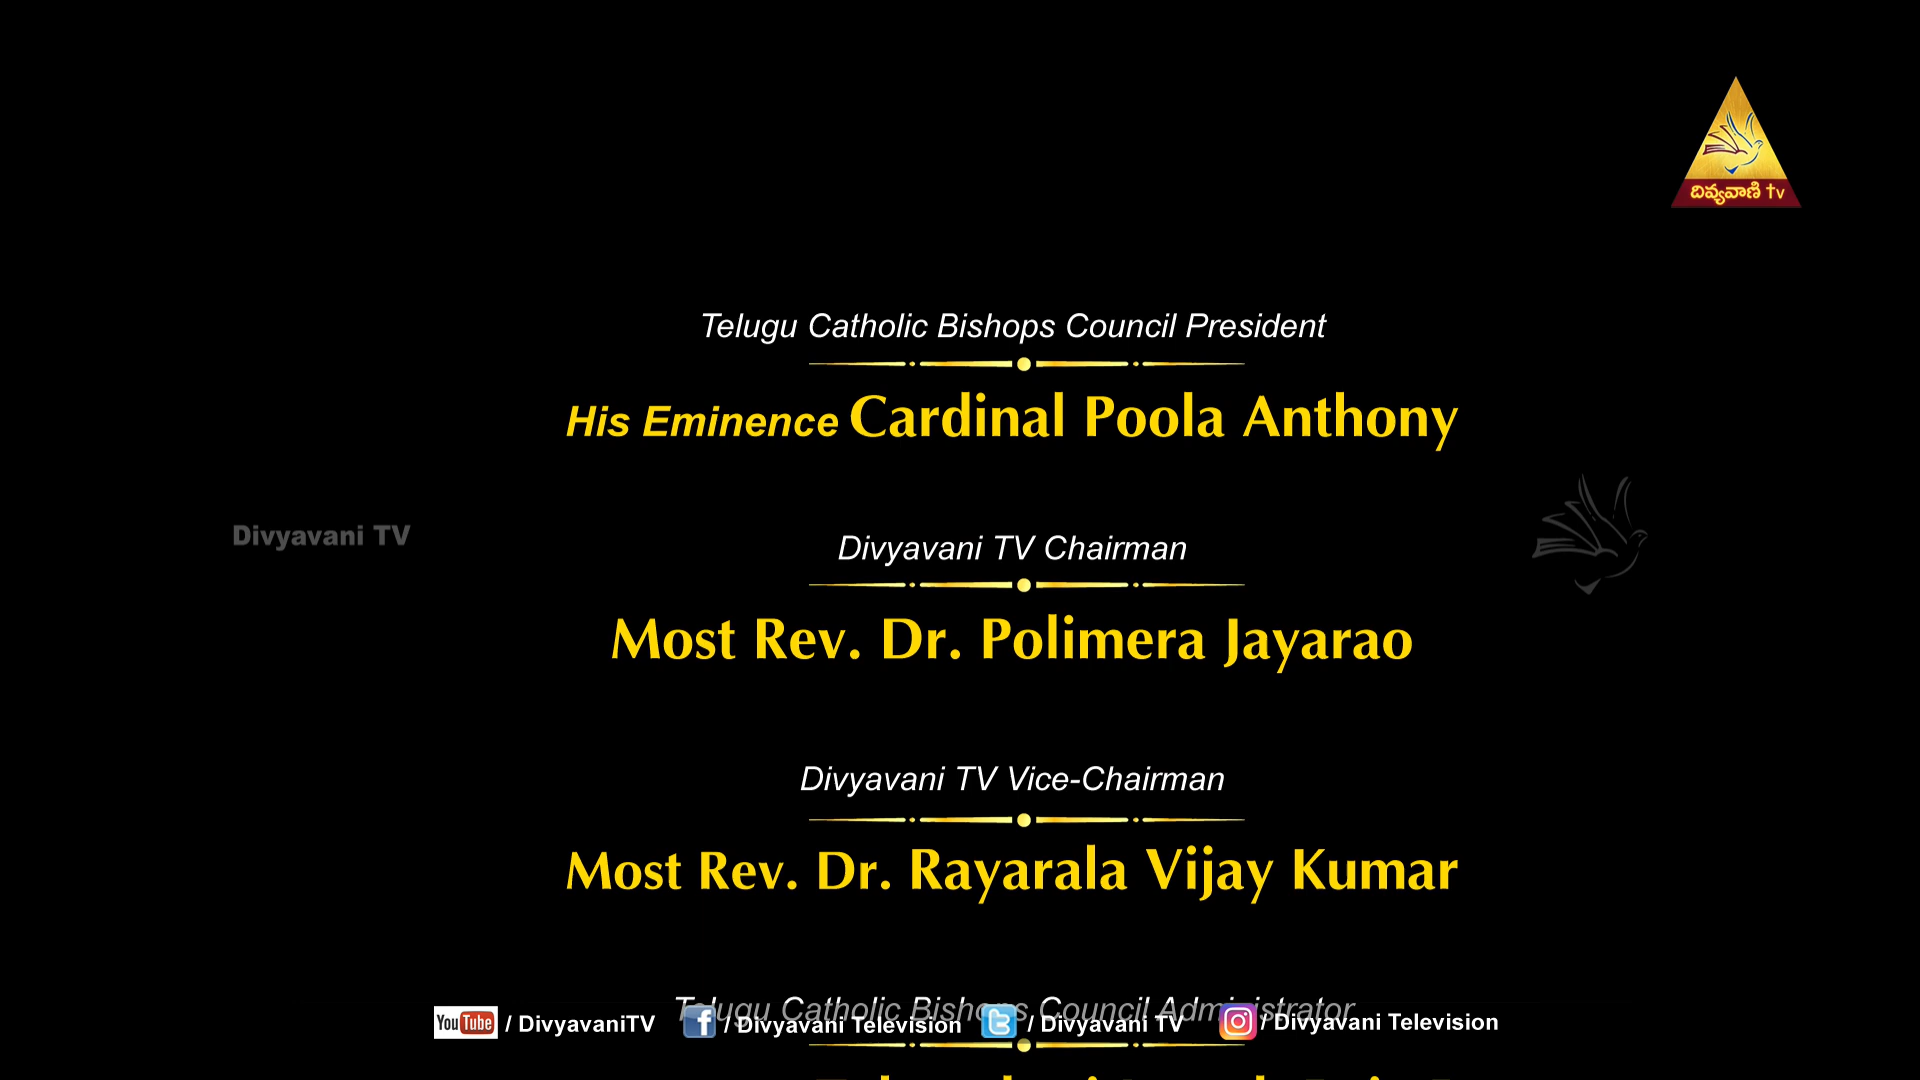 దివ్యవాణి tv
Telugu Catholic Bishops Council President
His Eminence Cardinal Poola Anthony
Divyavani TV
Divyavani TV Chairman
Most Rev. Dr. Polimera Jayarao
Divyavani TV Vice-Chairman
Most Rev. Dr. Rayarala Vijay Kumar
Telugu Catholic Bishops Council Administrator
You Tube / DivyavaniTV f / Divyavani Television / Divyavani TV / Divyavani Television